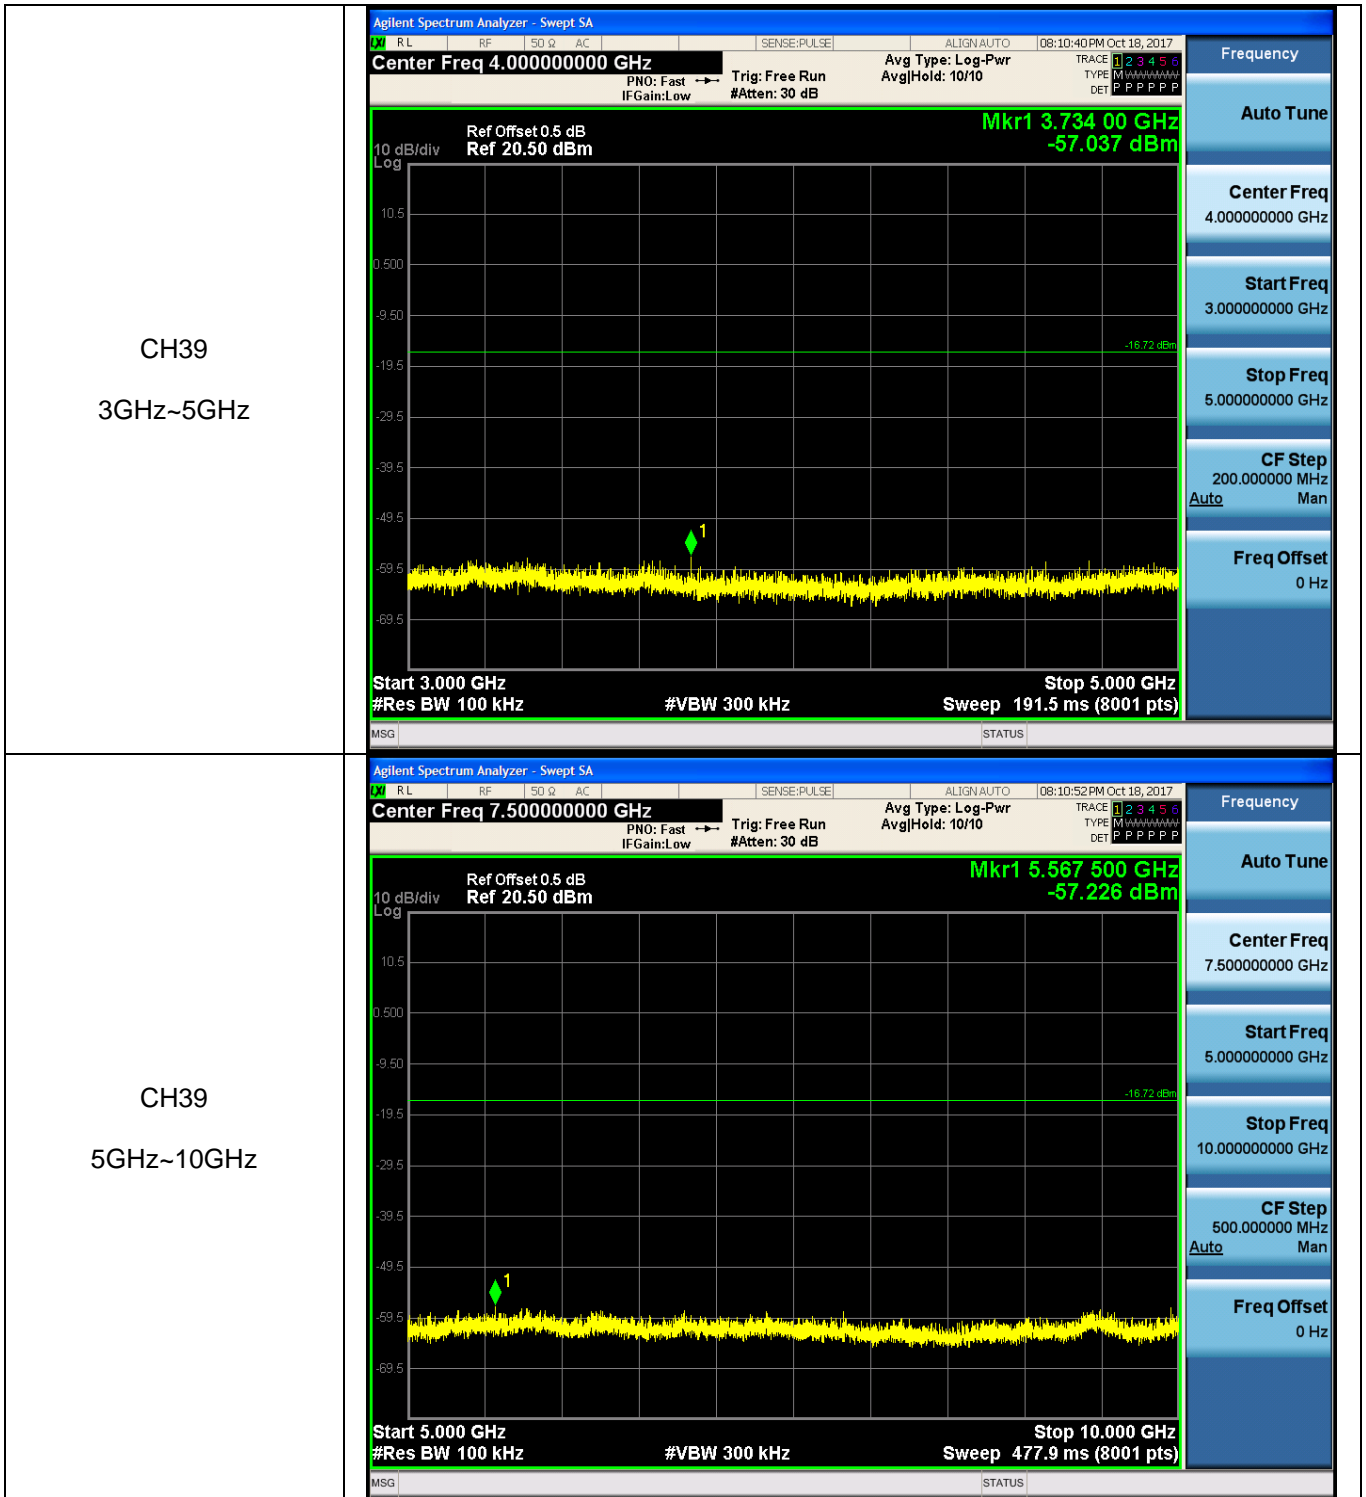 CH39
3GHz~5GHz
Agilent Spectrum Analyzer - Swept SA
LXI RL RF 50 Ω AC SENSE:PULSE ALIGN AUTO 08:10:40 PM Oct 18, 2017
Center Freq 4.000000000 GHz
PNO: Fast
IFGain:Low
Trig: Free Run
#Atten: 30 dB
Avg Type: Log-Pwr
Avg|Hold: 10/10
TRACE 1 2 3 4 5 6
TYPE M
DET P P P P P P
Mkr1 3.734 00 GHz
-57.037 dBm
Ref Offset 0.5 dB
10 dB/div Ref 20.50 dBm
Log
10.5
0.500
-9.50
-16.72 dBm
-19.5
-29.5
-39.5
-49.5
1
-59.5
-69.5
Start 3.000 GHz Stop 5.000 GHz
#Res BW 100 kHz #VBW 300 kHz Sweep 191.5 ms (8001 pts)
MSG STATUS
Frequency
Auto Tune
Center Freq
4.000000000 GHz
Start Freq
3.000000000 GHz
Stop Freq
5.000000000 GHz
CF Step
200.000000 MHz
Auto Man
Freq Offset
0 Hz
CH39
5GHz~10GHz
Agilent Spectrum Analyzer - Swept SA
LXI RL RF 50 Ω AC SENSE:PULSE ALIGN AUTO 08:10:52 PM Oct 18, 2017
Center Freq 7.500000000 GHz
PNO: Fast
IFGain:Low
Trig: Free Run
#Atten: 30 dB
Avg Type: Log-Pwr
Avg|Hold: 10/10
TRACE 1 2 3 4 5 6
TYPE M
DET P P P P P P
Mkr1 5.567 500 GHz
-57.226 dBm
Ref Offset 0.5 dB
10 dB/div Ref 20.50 dBm
Log
10.5
0.500
-9.50
-16.72 dBm
-19.5
-29.5
-39.5
-49.5
1
-59.5
-69.5
Start 5.000 GHz Stop 10.000 GHz
#Res BW 100 kHz #VBW 300 kHz Sweep 477.9 ms (8001 pts)
MSG STATUS
Frequency
Auto Tune
Center Freq
7.500000000 GHz
Start Freq
5.000000000 GHz
Stop Freq
10.000000000 GHz
CF Step
500.000000 MHz
Auto Man
Freq Offset
0 Hz